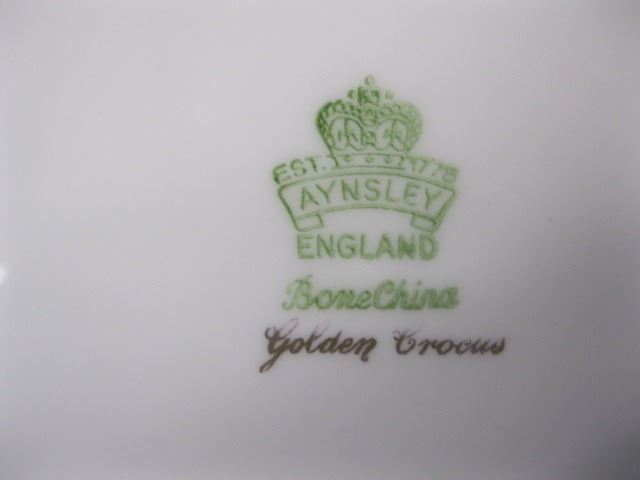 EST. 1775
AYNSLEY
ENGLAND
Bone China
Golden Crocus